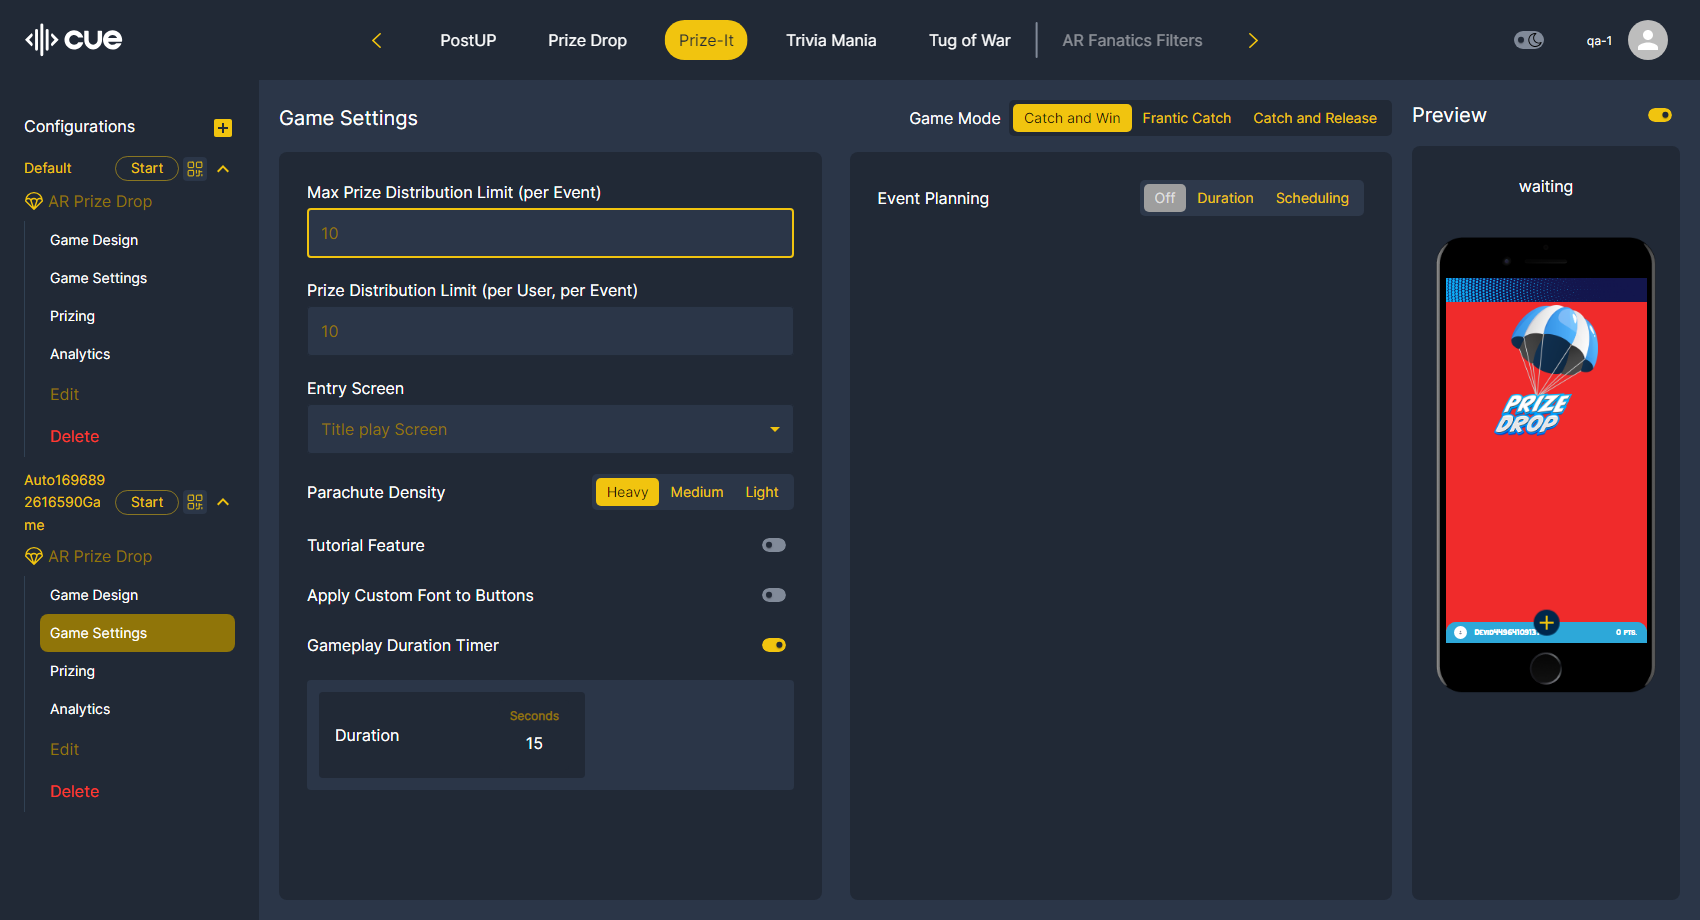 cue
PostUP
Prize Drop
Prize-It
Trivia Mania
Tug of War
AR Fanatics Filters
qa-1
Configurations
Default
Start
AR Prize Drop
Game Design
Game Settings
Prizing
Analytics
Edit
Delete
Auto169689
2616590Ga
me
Start
AR Prize Drop
Game Design
Game Settings
Prizing
Analytics
Edit
Delete
Game Settings
Game Mode
Catch and Win
Frantic Catch
Catch and Release
Max Prize Distribution Limit (per Event)
10
Prize Distribution Limit (per User, per Event)
10
Entry Screen
Title play Screen
Parachute Density
Heavy
Medium
Light
Tutorial Feature
Apply Custom Font to Buttons
Gameplay Duration Timer
Duration
Seconds
15
Event Planning
Off
Duration
Scheduling
Preview
waiting
PRIZE
DROP
0 PTS.